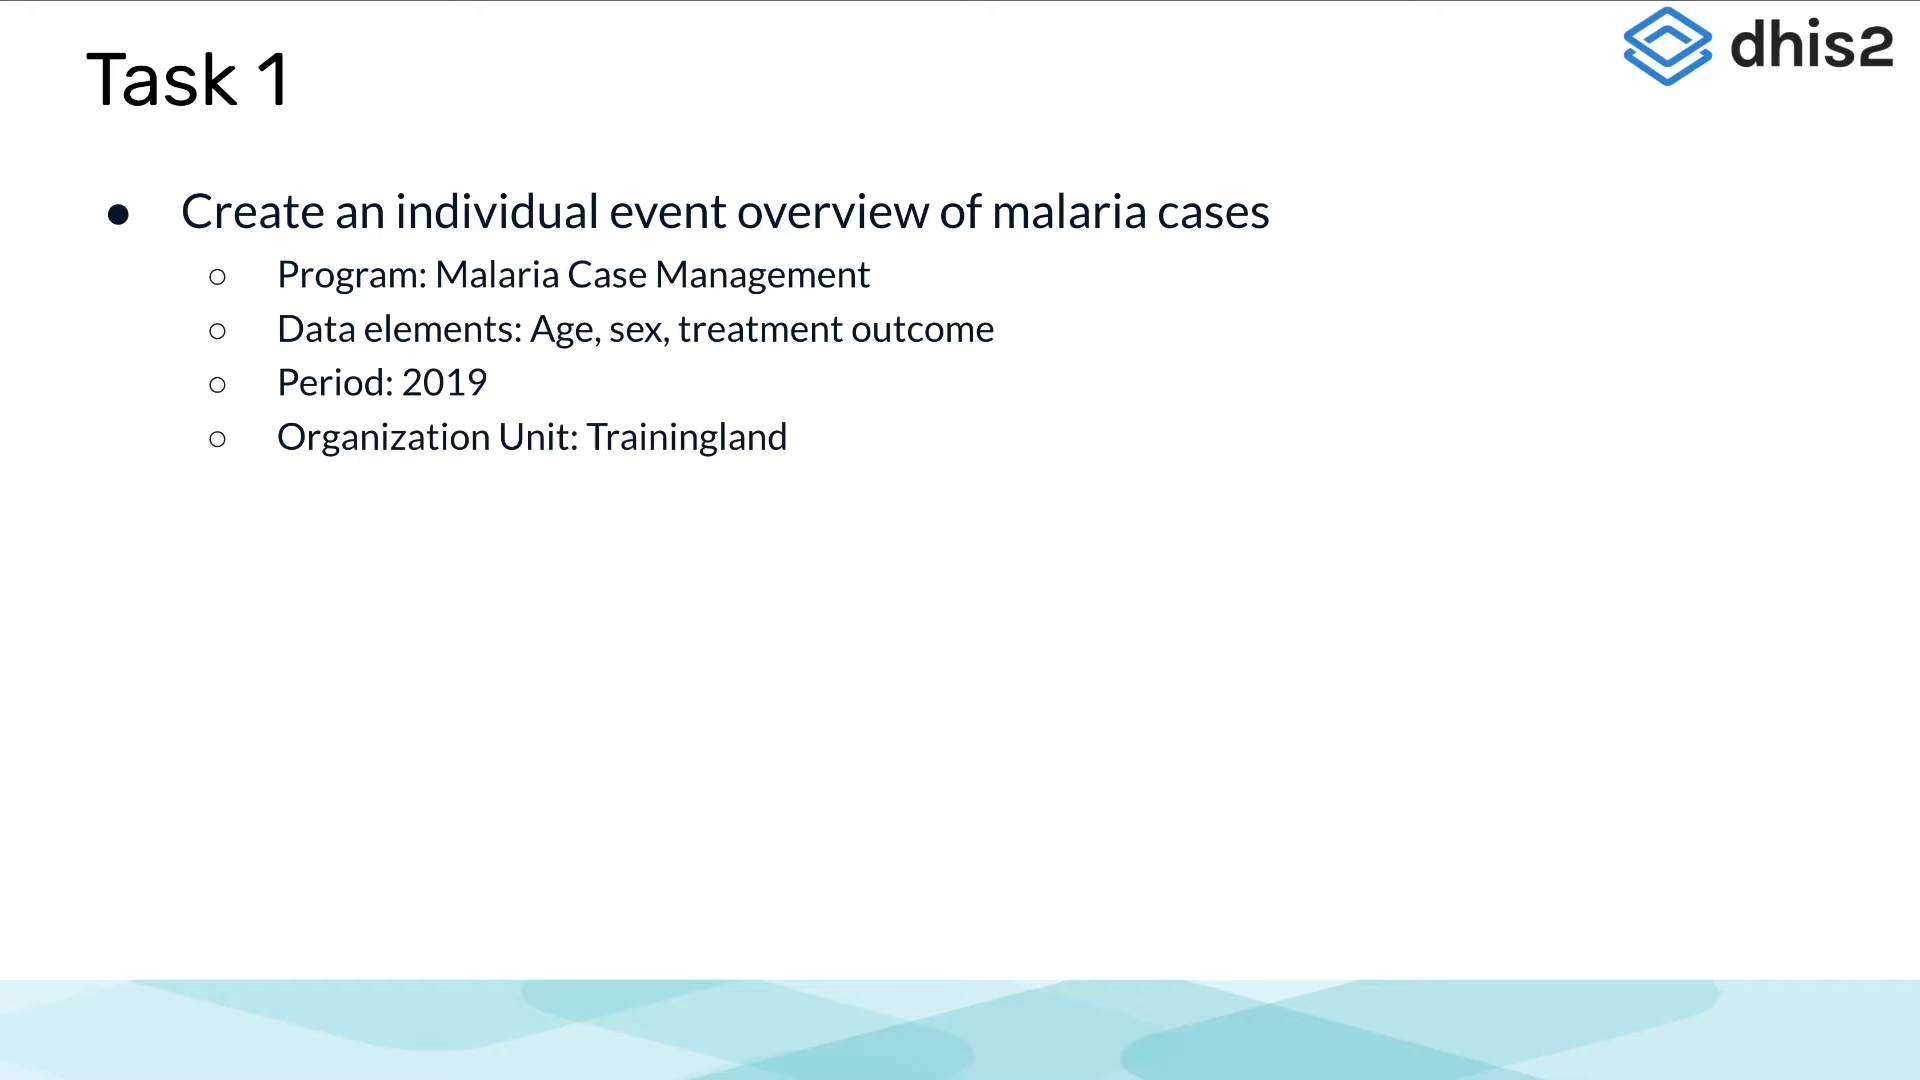 Task 1
dhis2
● Create an individual event overview of malaria cases
○ Program: Malaria Case Management
○ Data elements: Age, sex, treatment outcome
○ Period: 2019
○ Organization Unit: Trainingland